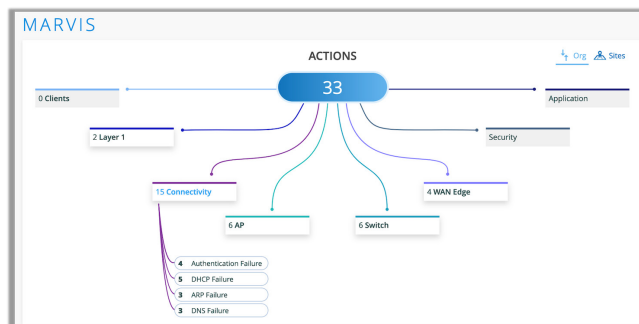 MARVIS
ACTIONS
Org Sites
33
0 Clients
Application
2 Layer 1
Security
15 Connectivity
4 WAN Edge
6 AP
6 Switch
4 Authentication Failure
5 DHCP Failure
3 ARP Failure
3 DNS Failure